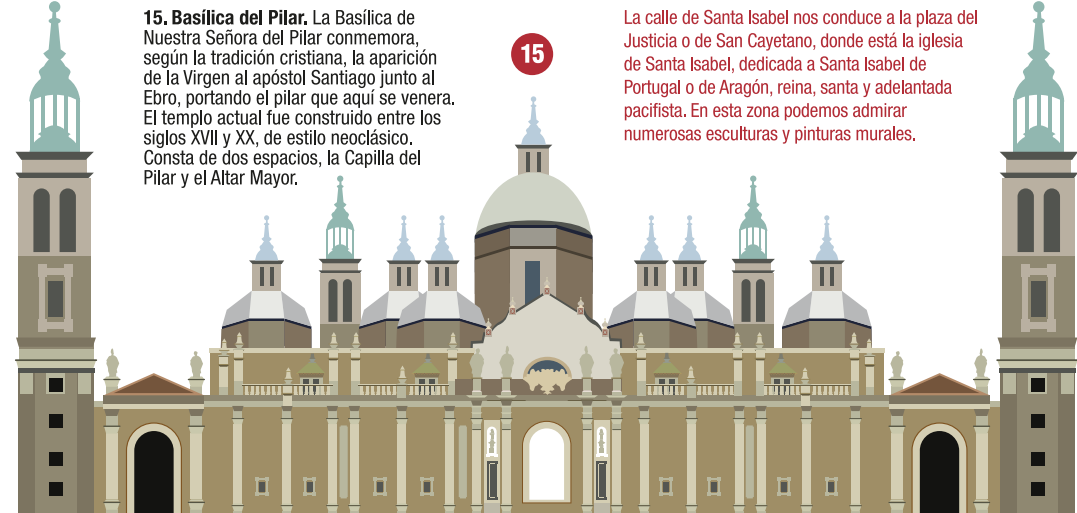 15. Basílica del Pilar. La Basílica de
Nuestra Señora del Pilar conmemora,
según la tradición cristiana, la aparición
de la Virgen al apóstol Santiago junto al
Ebro, portando el pilar que aquí se venera.
El templo actual fue construido entre los
siglos XVII y XX, de estilo neoclásico.
Consta de dos espacios, la Capilla del
Pilar y el Altar Mayor.
15
La calle de Santa Isabel nos conduce a la plaza del
Justicia o de San Cayetano, donde está la iglesia
de Santa Isabel, dedicada a Santa Isabel de
Portugal o de Aragón, reina, santa y adelantada
pacifista. En esta zona podemos admirar
numerosas esculturas y pinturas murales.